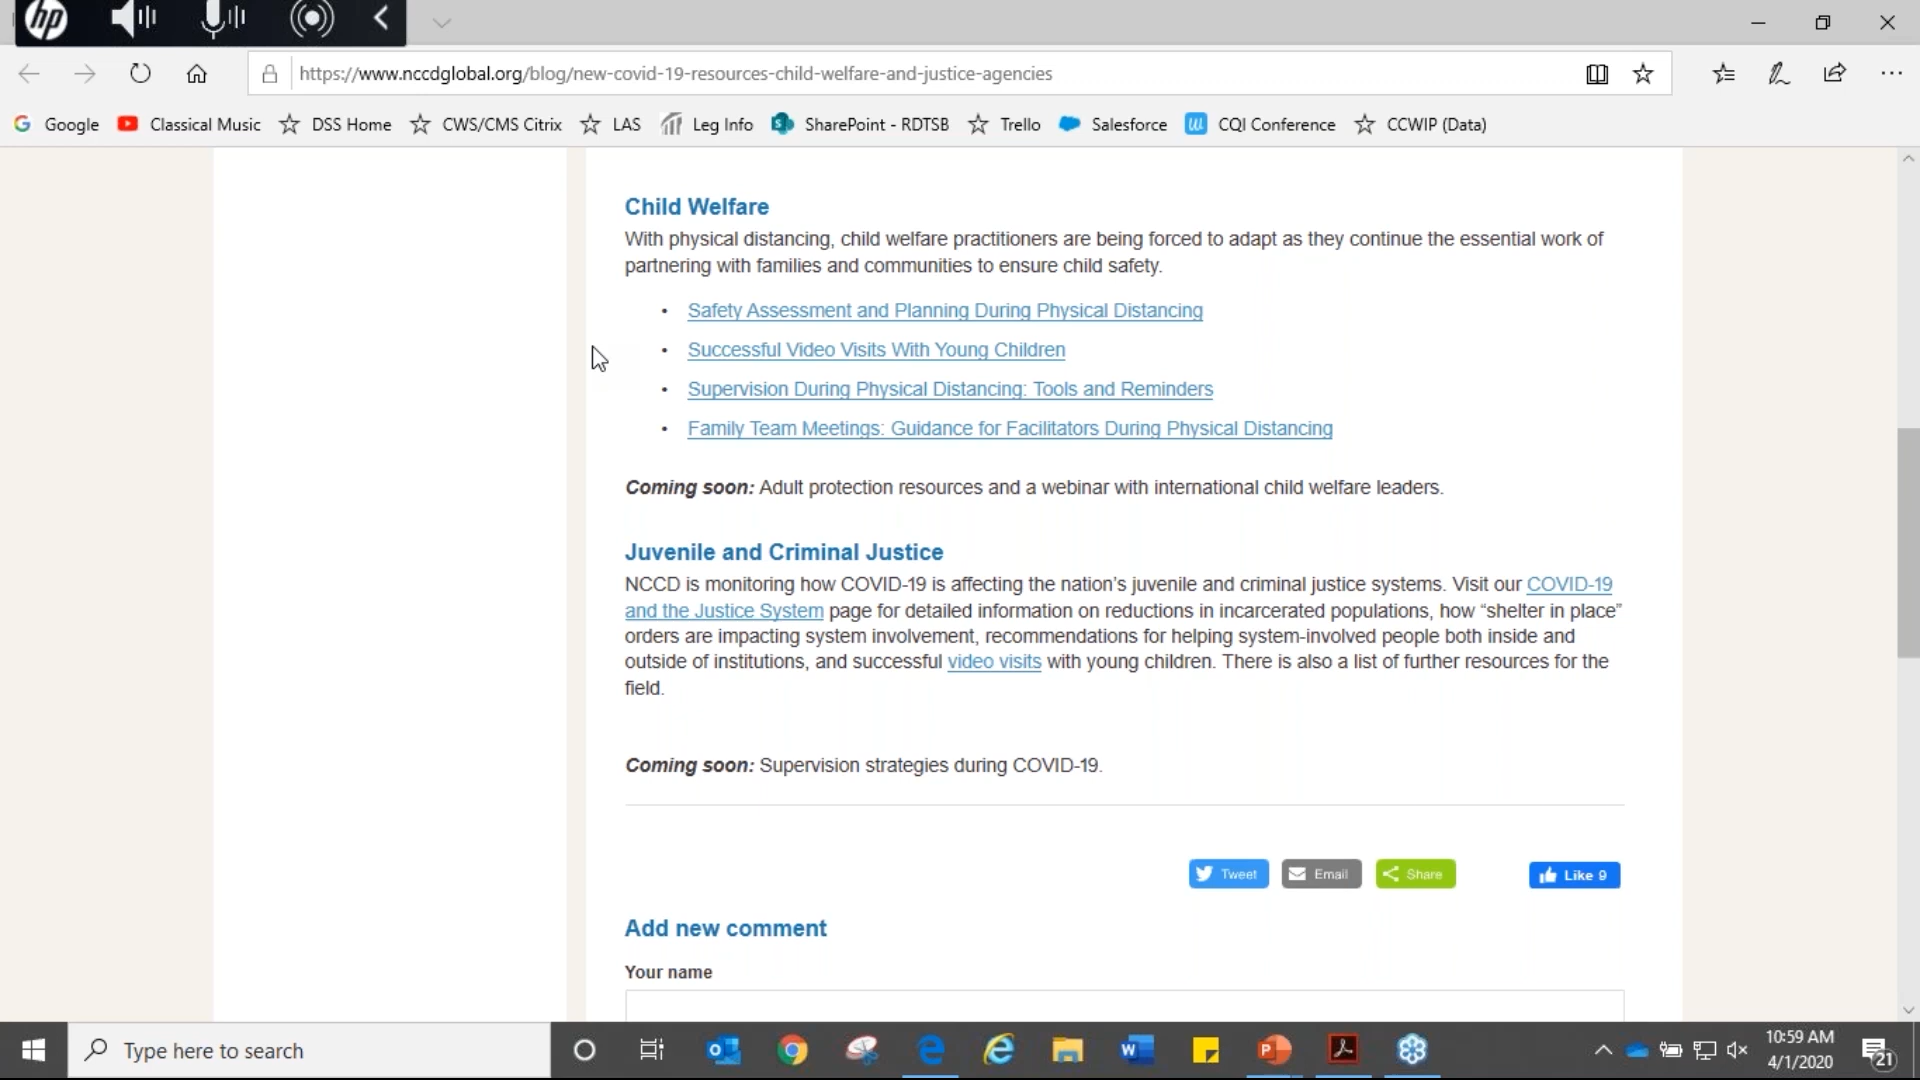 hp
https://www.nccdglobal.org/blog/new-covid-19-resources-child-welfare-and-justice-agencies
Google Classical Music DSS Home CWS/CMS Citrix LAS Leg Info SharePoint - RDTSB Trello Salesforce CQI Conference CCWIP (Data)
Child Welfare
With physical distancing, child welfare practitioners are being forced to adapt as they continue the essential work of
partnering with families and communities to ensure child safety.
• Safety Assessment and Planning During Physical Distancing
• Successful Video Visits With Young Children
• Supervision During Physical Distancing: Tools and Reminders
• Family Team Meetings: Guidance for Facilitators During Physical Distancing
Coming soon: Adult protection resources and a webinar with international child welfare leaders.
Juvenile and Criminal Justice
NCCD is monitoring how COVID-19 is affecting the nation’s juvenile and criminal justice systems. Visit our COVID-19
and the Justice System page for detailed information on reductions in incarcerated populations, how “shelter in place”
orders are impacting system involvement, recommendations for helping system-involved people both inside and
outside of institutions, and successful video visits with young children. There is also a list of further resources for the
field.
Coming soon: Supervision strategies during COVID-19.
Tweet Email Share Like 9
Add new comment
Your name
Type here to search
10:59 AM
4/1/2020
21